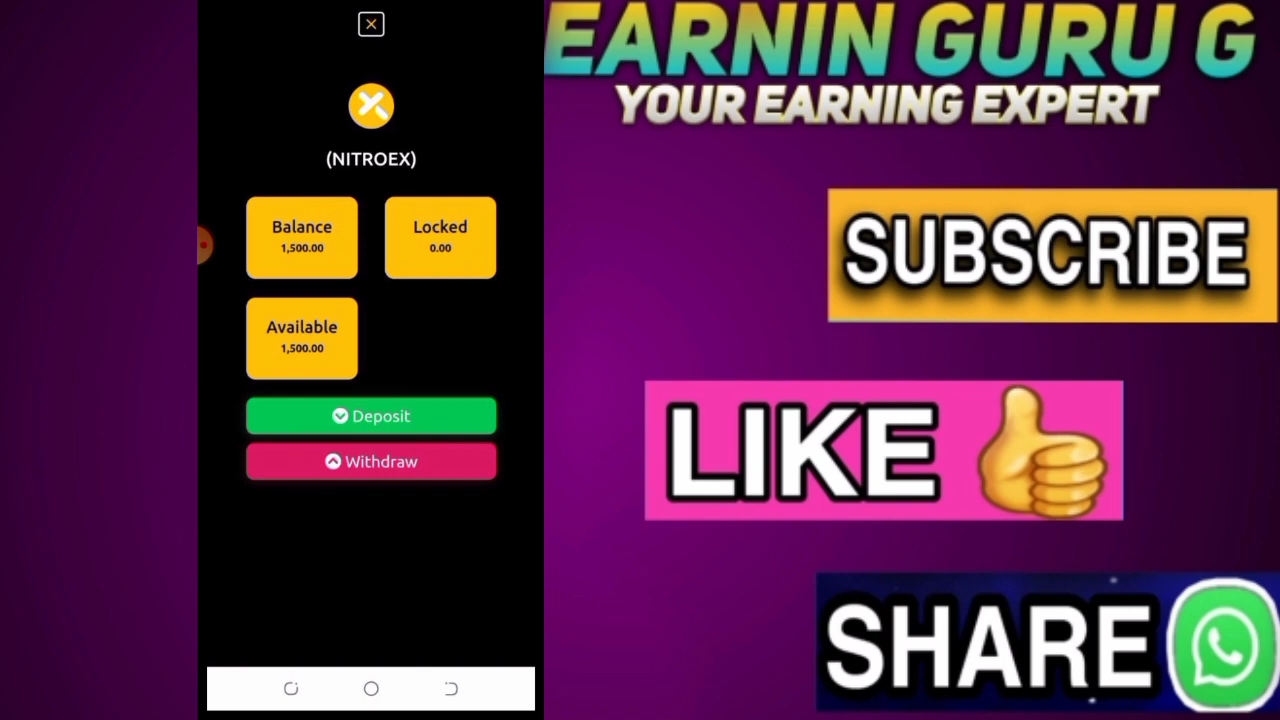 (NITROEX)
Balance
1,500.00
Locked
0.00
Available
1,500.00
Deposit
Withdraw
EARNIN GURU G
YOUR EARNING EXPERT
SUBSCRIBE
LIKE
SHARE